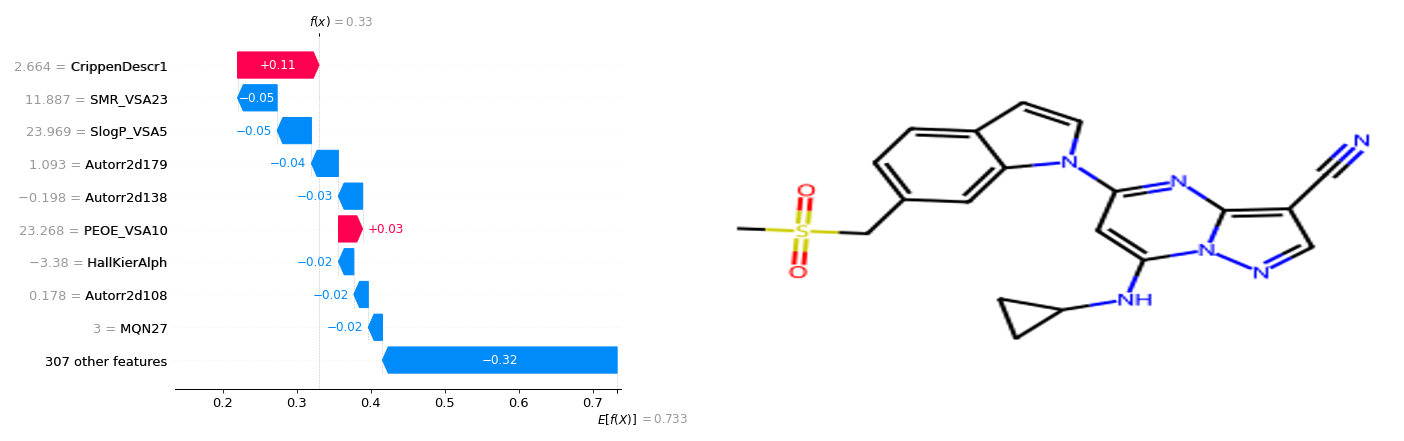 f(x) = 0.33
2.664 = CrippenDescr1
+0.11
11.887 = SMR_VSA23
−0.05
23.969 = SlogP_VSA5
−0.05
1.093 = Autorr2d179
−0.04
−0.198 = Autorr2d138
−0.03
23.268 = PEOE_VSA10
+0.03
−3.38 = HallKierAlph
−0.02
0.178 = Autorr2d108
−0.02
3 = MQN27
−0.02
307 other features
−0.32
0.2 0.3 0.4 0.5 0.6 0.7
E[f(X)] = 0.733
N
N
N
O
S
O
N
N
NH